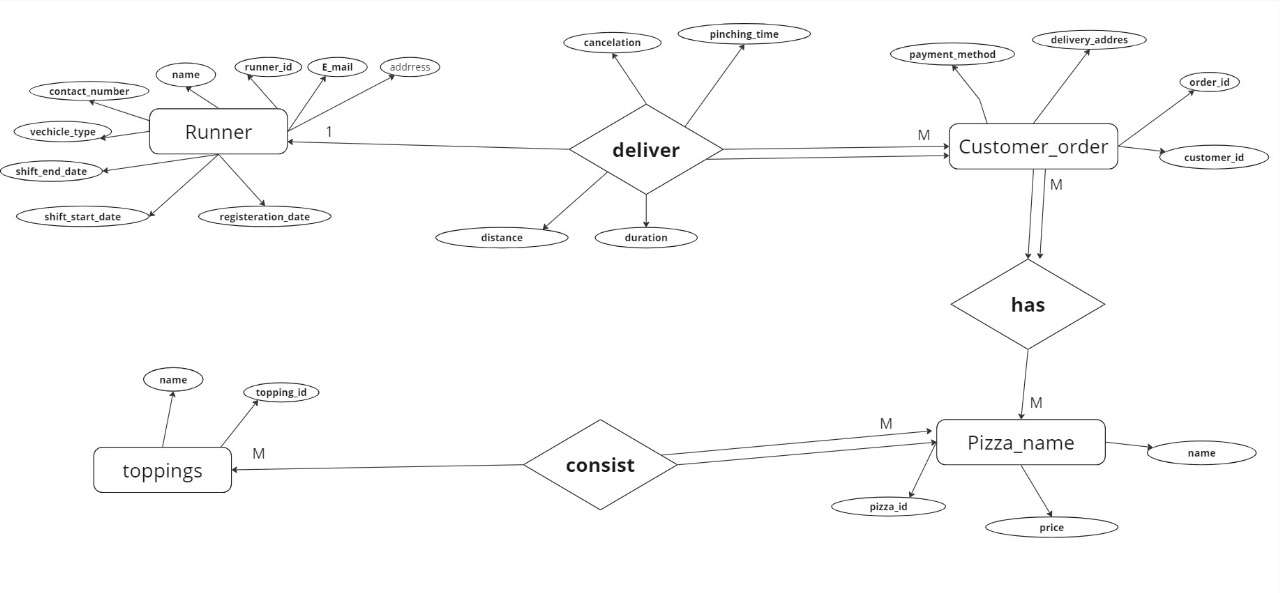 cancelation
pinching_time
payment_method
delivery_addres
name
runner_id
E_mail
addrress
contact_number
order_id
vechicle_type
Runner
1
deliver
M
Customer_order
customer_id
shift_end_date
M
shift_start_date
registeration_date
distance
duration
has
name
topping_id
M
M
M
toppings
consist
Pizza_name
name
pizza_id
price